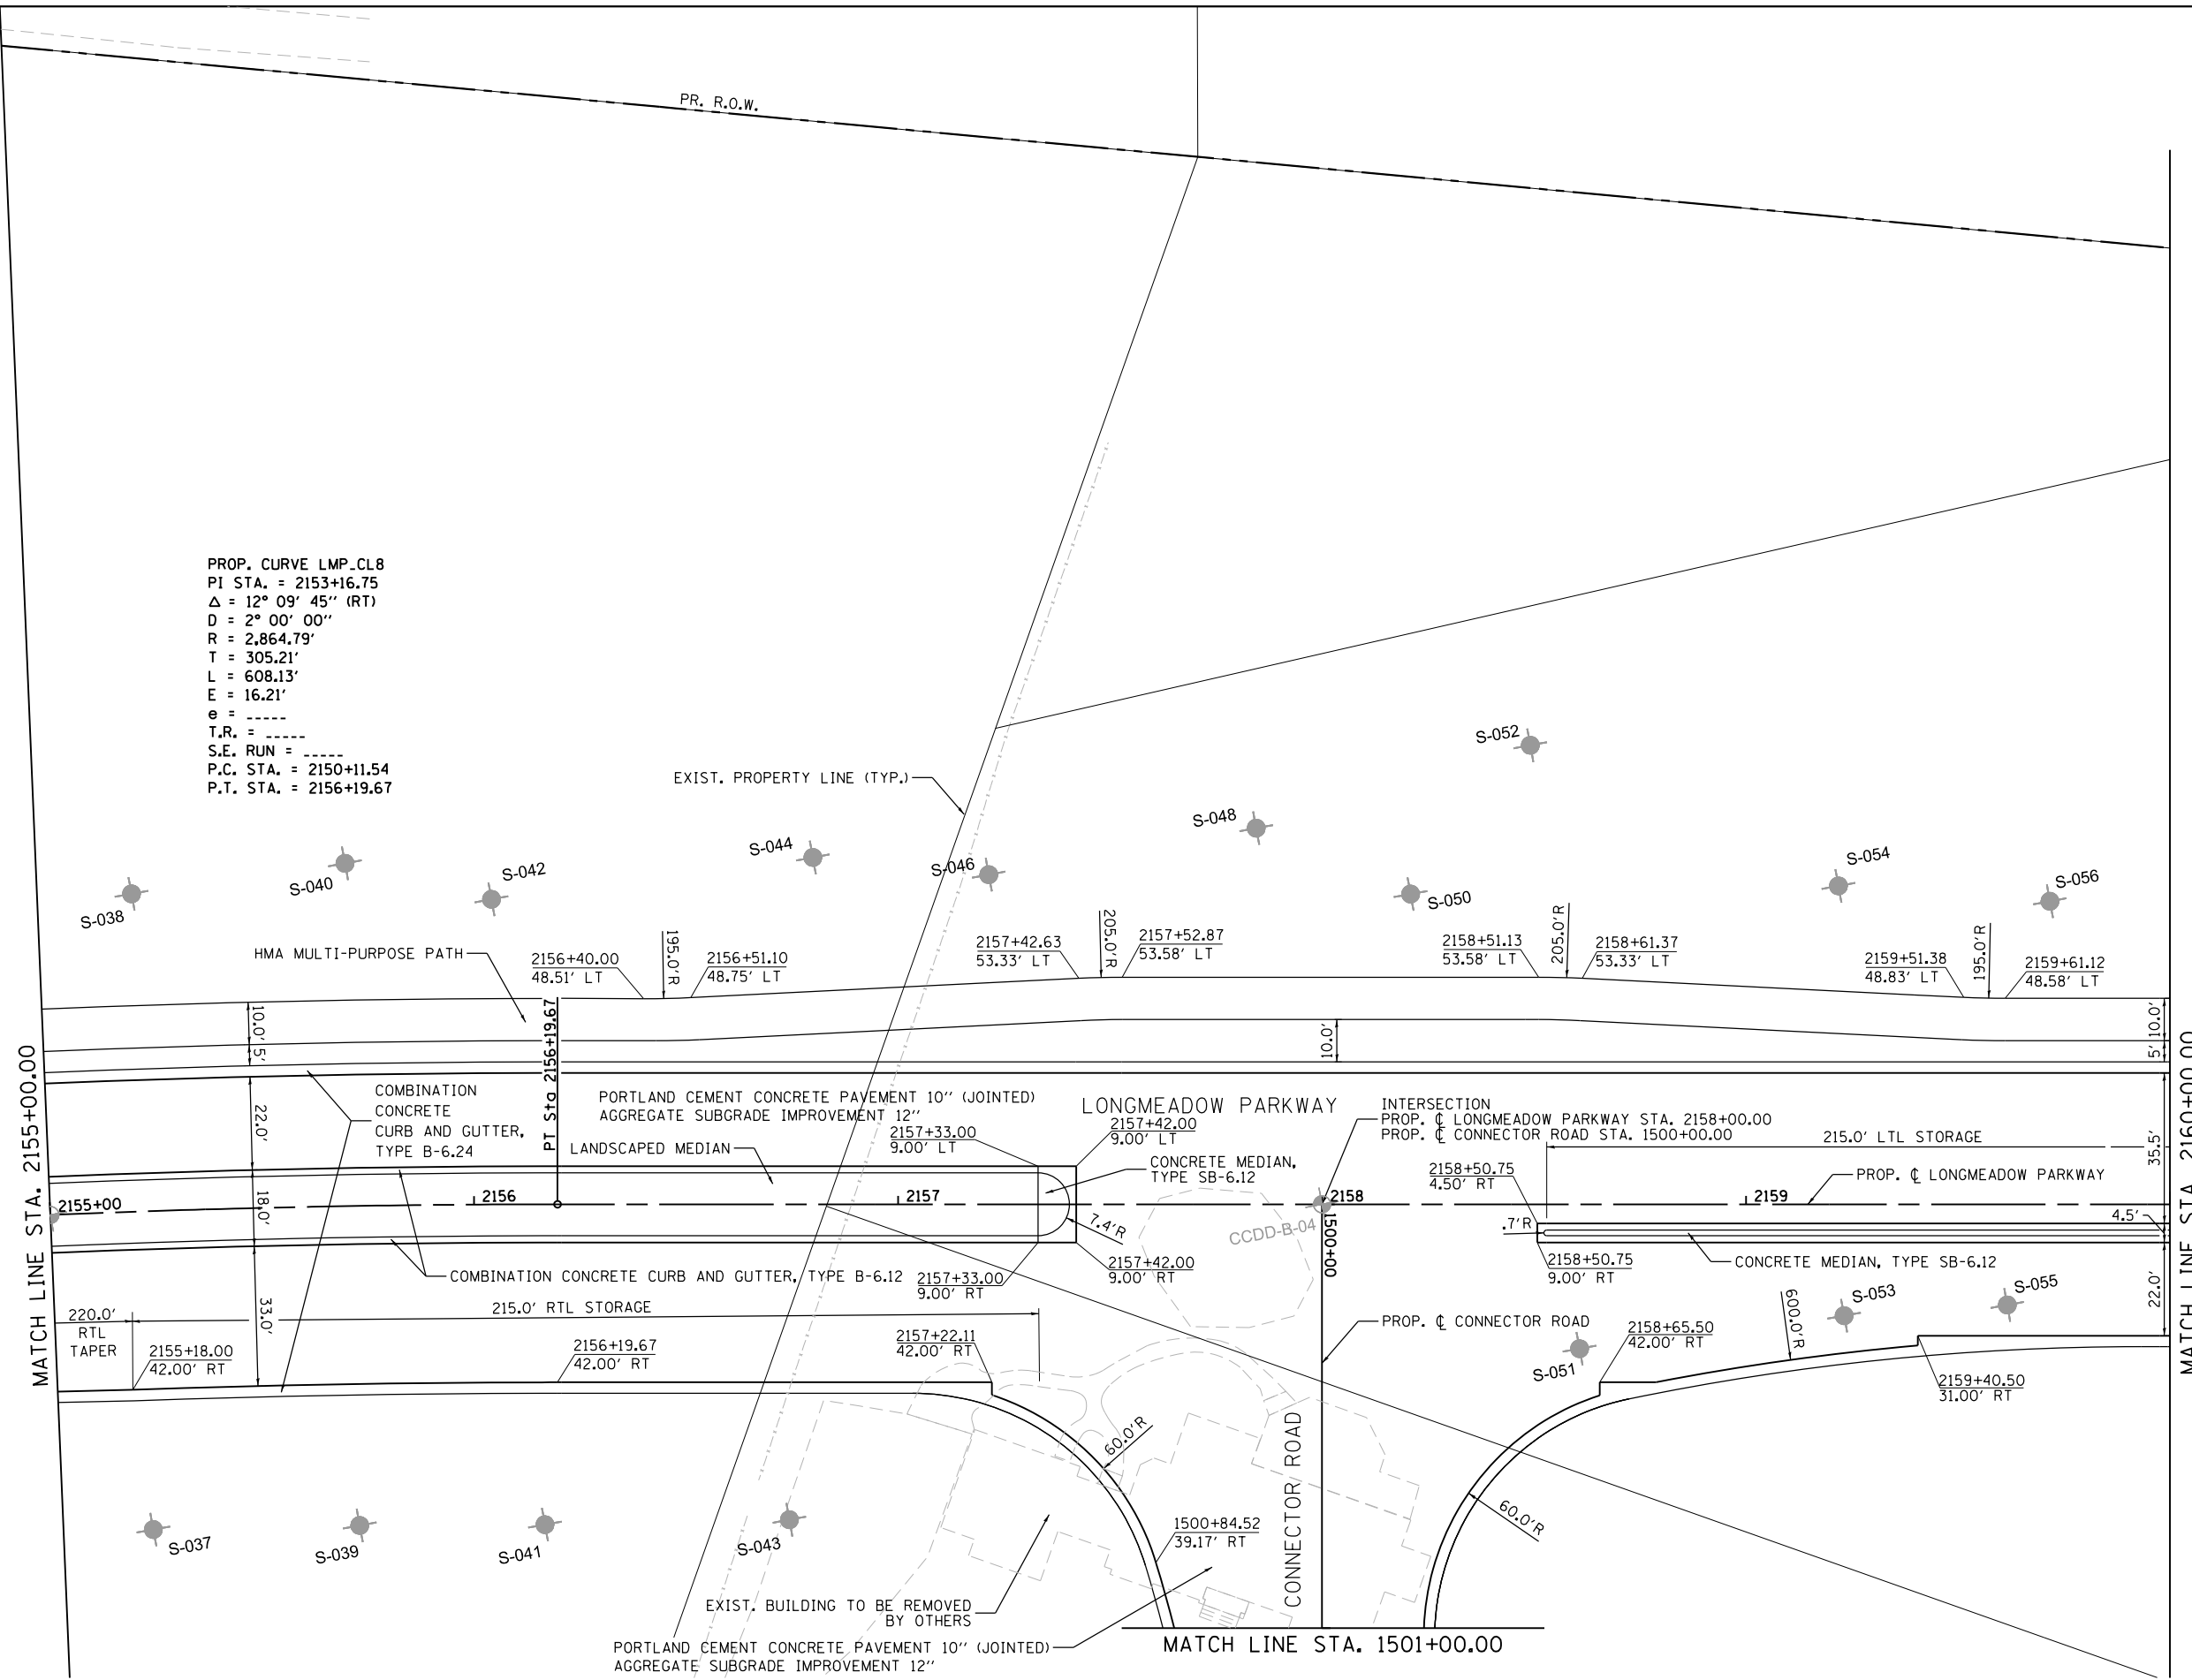 PR. R.O.W.
PROP. CURVE LMP_CL8
PI STA. = 2153+16.75
Δ = 12° 09' 45'' (RT)
D = 2° 00' 00''
R = 2,864.79'
T = 305.21'
L = 608.13'
E = 16.21'
e = _____
T.R. = _____
S.E. RUN = _____
P.C. STA. = 2150+11.54
P.T. STA. = 2156+19.67
S-052
EXIST. PROPERTY LINE (TYP.)
S-048
S-044
S-046
S-054
S-042
S-040
S-056
S-050
S-038
HMA MULTI-PURPOSE PATH
2156+40.00
48.51' LT
195.0'R
2156+51.10
48.75' LT
2157+42.63
53.33' LT
205.0'R
2157+52.87
53.58' LT
2158+51.13
53.58' LT
205.0'R
2158+61.37
53.33' LT
2159+51.38
48.83' LT
195.0'R
2159+61.12
48.58' LT
10.0'
5'
PT Sta 2156+19.67
10.0'
10.0'
5'
MATCH LINE STA. 2155+00.00
22.0'
COMBINATION
CONCRETE
CURB AND GUTTER,
TYPE B-6.24
PORTLAND CEMENT CONCRETE PAVEMENT 10'' (JOINTED)
AGGREGATE SUBGRADE IMPROVEMENT 12''
LONGMEADOW PARKWAY
INTERSECTION
PROP. ℄ LONGMEADOW PARKWAY STA. 2158+00.00
PROP. ℄ CONNECTOR ROAD STA. 1500+00.00
2157+33.00
9.00' LT
2157+42.00
9.00' LT
LANDSCAPED MEDIAN
CONCRETE MEDIAN,
TYPE SB-6.12
215.0' LTL STORAGE
35.5'
2158+50.75
4.50' RT
PROP. ℄ LONGMEADOW PARKWAY
2155+00
18.0'
2156
2157
2158
2159
7.4'R
CCDD-B-04
1500+00
.7'R
4.5'
MATCH LINE STA. 2160+00.00
COMBINATION CONCRETE CURB AND GUTTER, TYPE B-6.12
2157+33.00
9.00' RT
2157+42.00
9.00' RT
2158+50.75
9.00' RT
CONCRETE MEDIAN, TYPE SB-6.12
S-055
S-053
22.0'
33.0'
220.0'
RTL
TAPER
215.0' RTL STORAGE
600.0'R
PROP. ℄ CONNECTOR ROAD
2155+18.00
42.00' RT
2156+19.67
42.00' RT
2157+22.11
42.00' RT
2158+65.50
42.00' RT
S-051
2159+40.50
31.00' RT
60.0'R
CONNECTOR ROAD
60.0'R
S-037
S-039
S-041
S-043
1500+84.52
39.17' RT
EXIST. BUILDING TO BE REMOVED
BY OTHERS
PORTLAND CEMENT CONCRETE PAVEMENT 10'' (JOINTED)
AGGREGATE SUBGRADE IMPROVEMENT 12''
MATCH LINE STA. 1501+00.00